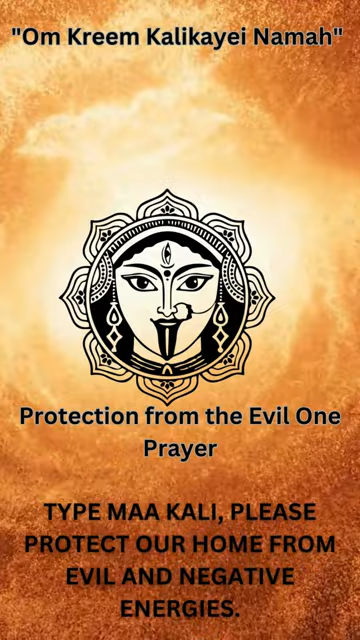 "Om Kreem Kalikayei Namah"
Protection from the Evil One
Prayer
TYPE MAA KALI, PLEASE
PROTECT OUR HOME FROM
EVIL AND NEGATIVE
ENERGIES.